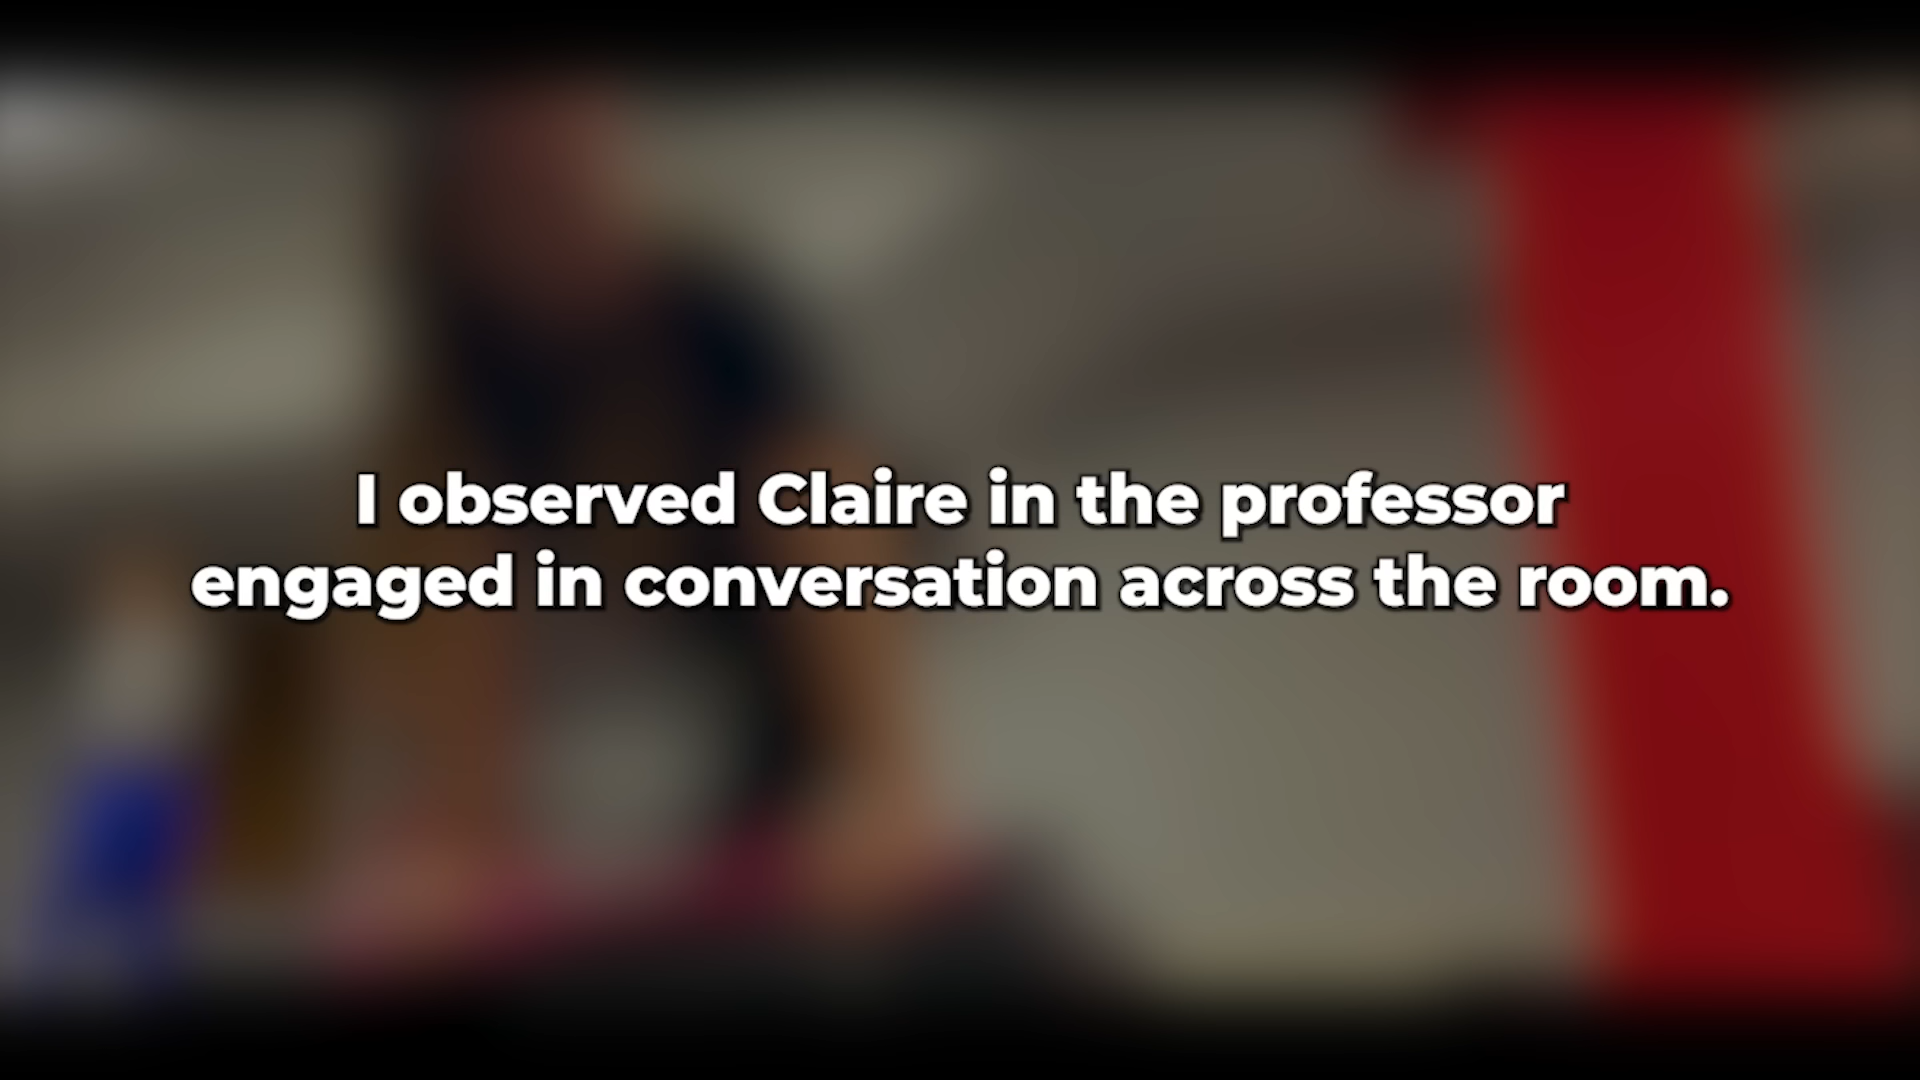 I observed Claire in the professor
engaged in conversation across the room.